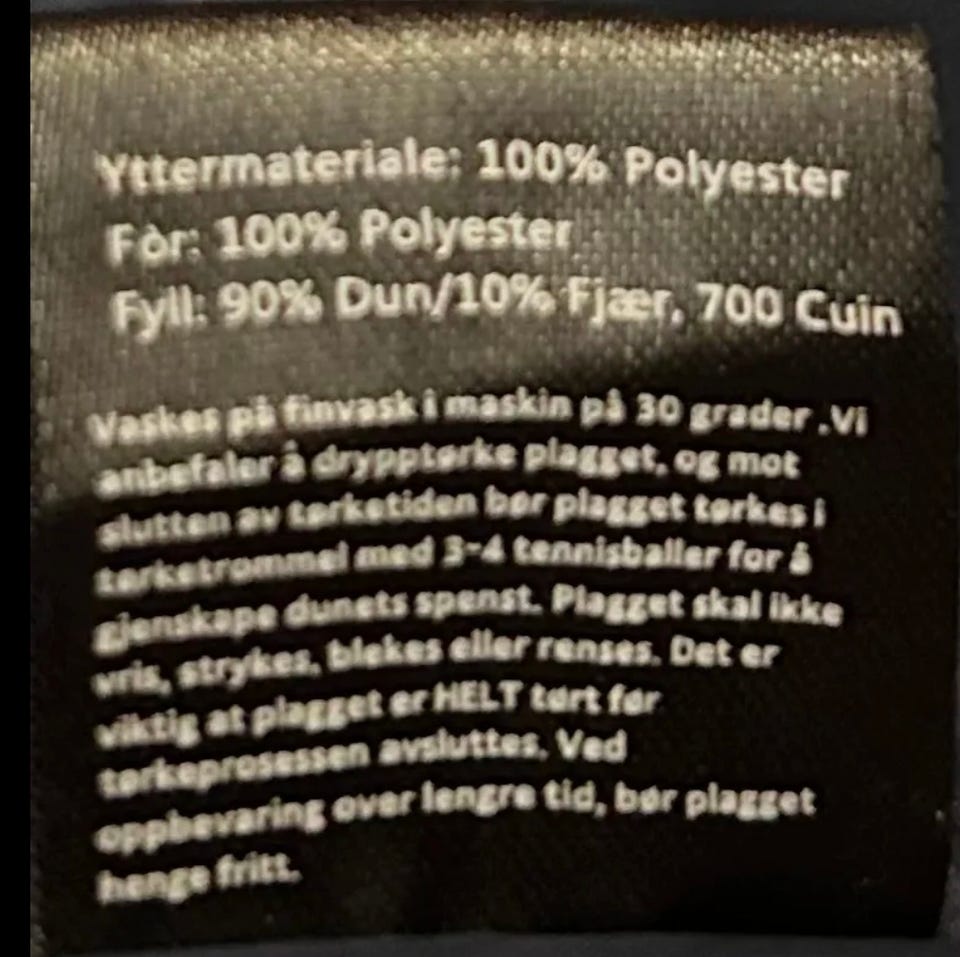 Yttermateriale: 100% Polyester
Fòr: 100% Polyester
Fyll: 90% Dun/10% Fjær, 700 Cuin
Vaskes på finvask i maskin på 30 grader .Vi
anbefaler å drypptørke plagget, og mot
slutten av tørketiden bør plagget tørkes i
tørketrommel med 3-4 tennisballer for å
gjenskape dunets spenst. Plagget skal ikke
vris, strykes, blekes eller renses. Det er
viktig at plagget er HELT tørt før
tørkeprosessen avsluttes. Ved
oppbevaring over lengre tid, bør plagget
henge fritt.